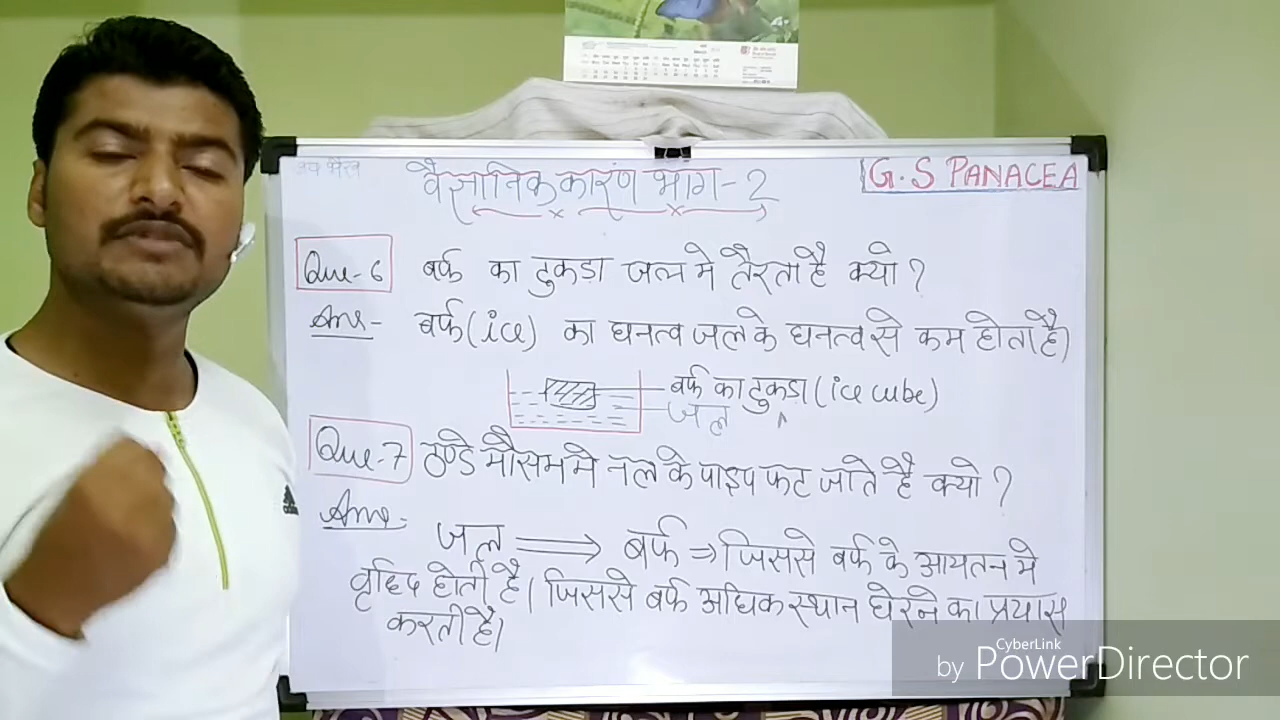 जय भीम
वैज्ञानिक कारण भाग-2
G.S PANACEA
Que-6 बर्फ का टुकड़ा जल मे तैरता है क्यो ?
Ans- बर्फ (ice) का घनत्व जल के घनत्व से कम होता है)
बर्फ का टुकडा (ice cube)
जल
Que-7 ठण्डे मौसम मे नल के पाइप फट जाते है क्यो ?
Ans-
जल ⟹ बर्फ ⇒ जिससे बर्फ के आयतन मे
वृद्धि होती है। जिससे बर्फ अधिक स्थान घेरने का प्रयास
करती है।
CyberLink
by PowerDirector